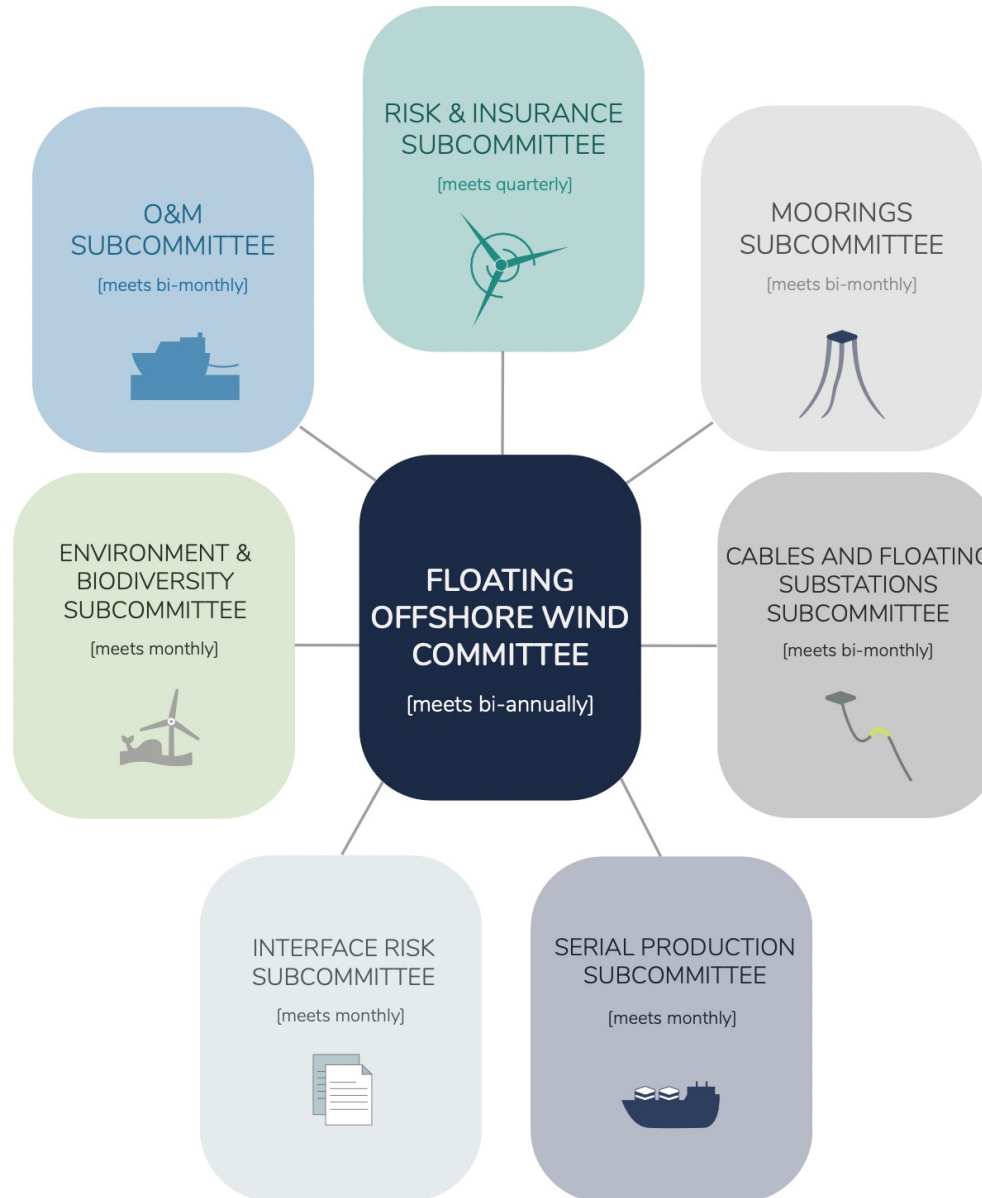 RISK & INSURANCE
SUBCOMMITTEE
[meets quarterly]
O&M
SUBCOMMITTEE
[meets bi-monthly]
MOORINGS
SUBCOMMITTEE
[meets bi-monthly]
ENVIRONMENT &
BIODIVERSITY
SUBCOMMITTEE
[meets monthly]
FLOATING
OFFSHORE WIND
COMMITTEE
[meets bi-annually]
CABLES AND FLOATING
SUBSTATIONS
SUBCOMMITTEE
[meets bi-monthly]
INTERFACE RISK
SUBCOMMITTEE
[meets monthly]
SERIAL PRODUCTION
SUBCOMMITTEE
[meets monthly]